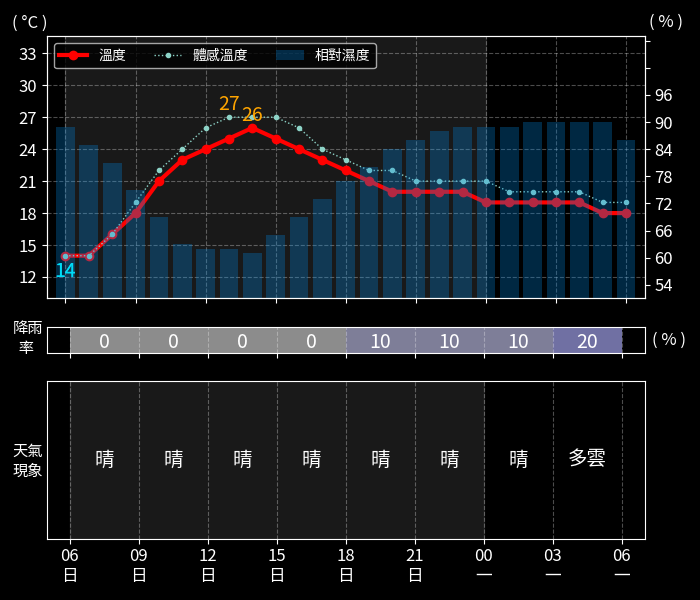 ( °C )
( % )
溫度
體感溫度
相對濕度
33
30
27
24
21
18
15
12
27
26
14
96
90
84
78
72
66
60
54
降雨
率
0 0 0 0 10 10 10 20
( % )
天氣
現象
晴 晴 晴 晴 晴 晴 晴 多雲
06 09 12 15 18 21 00 03 06
日 日 日 日 日 日 一 一 一